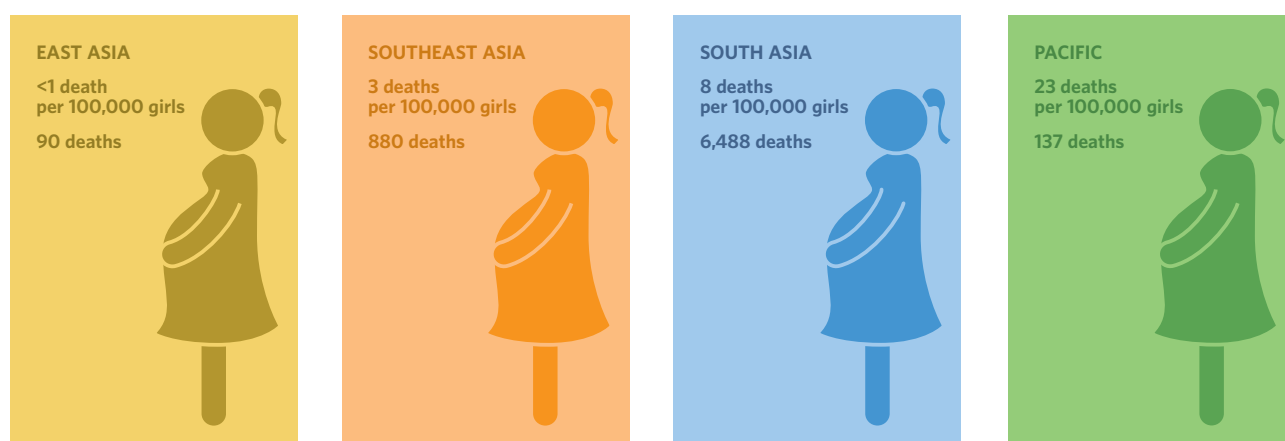 EAST ASIA
<1 death
per 100,000 girls
90 deaths
SOUTHEAST ASIA
3 deaths
per 100,000 girls
880 deaths
SOUTH ASIA
8 deaths
per 100,000 girls
6,488 deaths
PACIFIC
23 deaths
per 100,000 girls
137 deaths